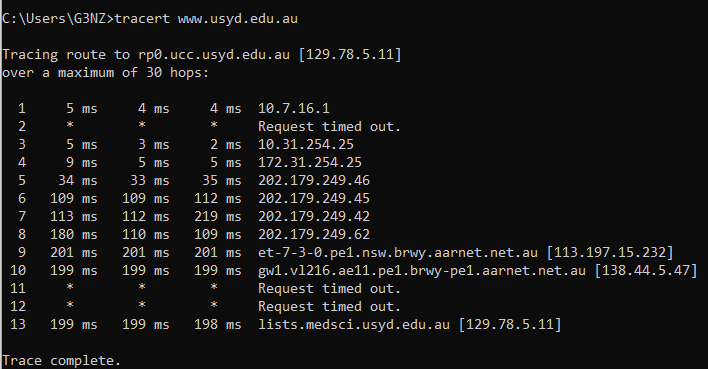 C:\Users\G3NZ>tracert www.usyd.edu.au
Tracing route to rp0.ucc.usyd.edu.au [129.78.5.11]
over a maximum of 30 hops:
1 5 ms 4 ms 4 ms 10.7.16.1
2 * * * Request timed out.
3 5 ms 3 ms 2 ms 10.31.254.25
4 9 ms 5 ms 5 ms 172.31.254.25
5 34 ms 33 ms 35 ms 202.179.249.46
6 109 ms 109 ms 112 ms 202.179.249.45
7 113 ms 112 ms 219 ms 202.179.249.42
8 180 ms 110 ms 109 ms 202.179.249.62
9 201 ms 201 ms 201 ms et-7-3-0.pe1.nsw.brwy.aarnet.net.au [113.197.15.232]
10 199 ms 199 ms 199 ms gw1.vl216.ae11.pe1.brwy-pe1.aarnet.net.au [138.44.5.47]
11 * * * Request timed out.
12 * * * Request timed out.
13 199 ms 199 ms 198 ms lists.medsci.usyd.edu.au [129.78.5.11]
Trace complete.